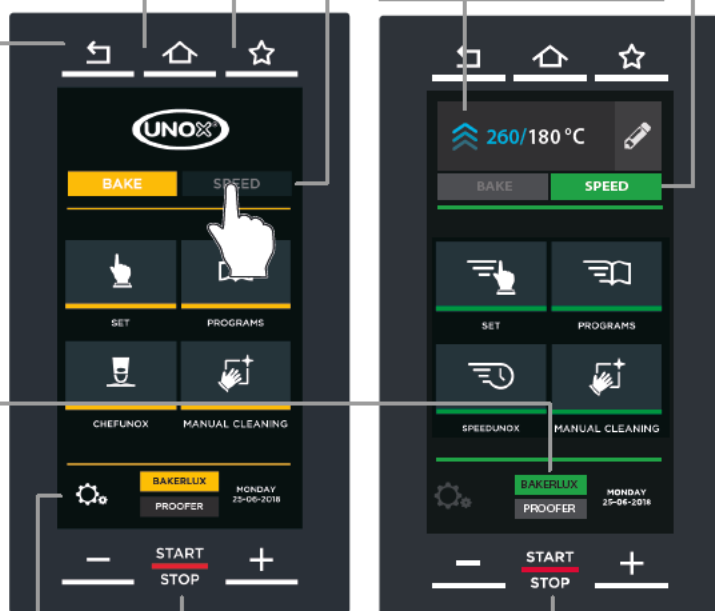 UNOX
BAKE SPEED
SET PROGRAMS
CHEFUNOX MANUAL CLEANING
BAKERLUX
PROOFER
MONDAY
25-06-2018
START
STOP
260/180 °C
BAKE SPEED
SET PROGRAMS
SPEEDUNOX MANUAL CLEANING
BAKERLUX
PROOFER
MONDAY
25-06-2018
START
STOP